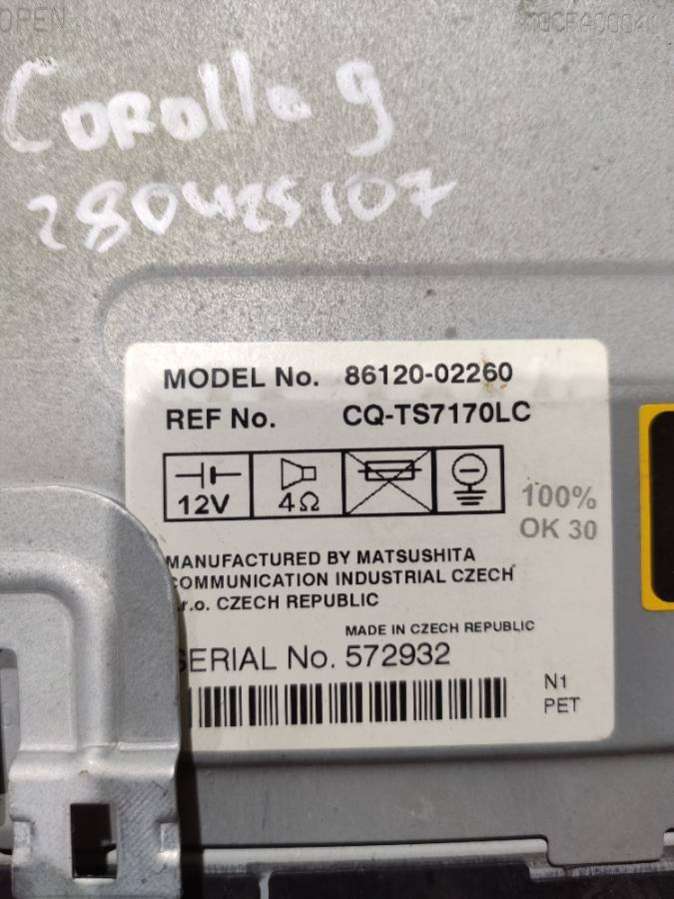 OPEN
Corolla 9
280425107
MODEL No. 86120-02260
REF No. CQ-TS7170LC
12V 4Ω
100%
OK 30
MANUFACTURED BY MATSUSHITA
COMMUNICATION INDUSTRIAL CZECH
s.r.o. CZECH REPUBLIC
MADE IN CZECH REPUBLIC
SERIAL No. 572932
N1
PET